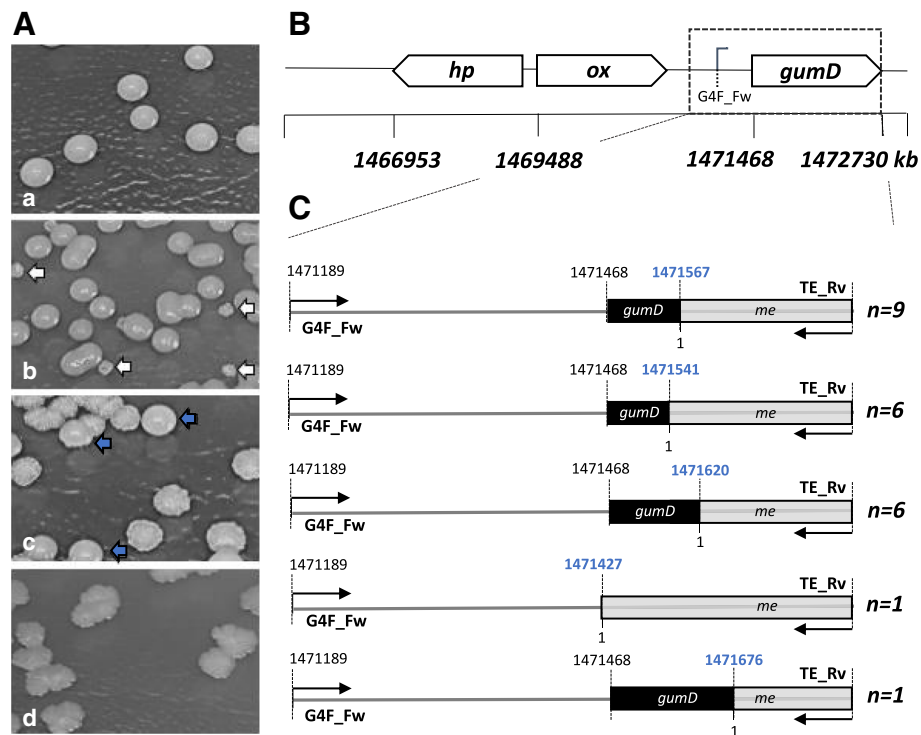 A
a
b
c
d
B
hp ox gumD
G4F_Fw
1466953 1469488 1471468 1472730 kb
C
1471189 1471468 1471567 TE_Rv
gumD me n=9
G4F_Fw
1
1471189 1471468 1471541 TE_Rv
gumD me n=6
G4F_Fw
1
1471189 1471468 1471620 TE_Rv
gumD me n=6
G4F_Fw
1
1471189 1471427 TE_Rv
me n=1
G4F_Fw
1
1471189 1471468 1471676 TE_Rv
gumD me n=1
G4F_Fw
1